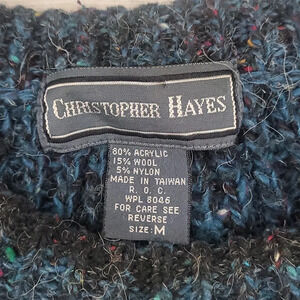 CHRISTOPHER HAYES
80% ACRYLIC
15% WOOL
5% NYLON
MADE IN TAIWAN
R. O. C.
WPL 8046
FOR CARE SEE
REVERSE
SIZE: M